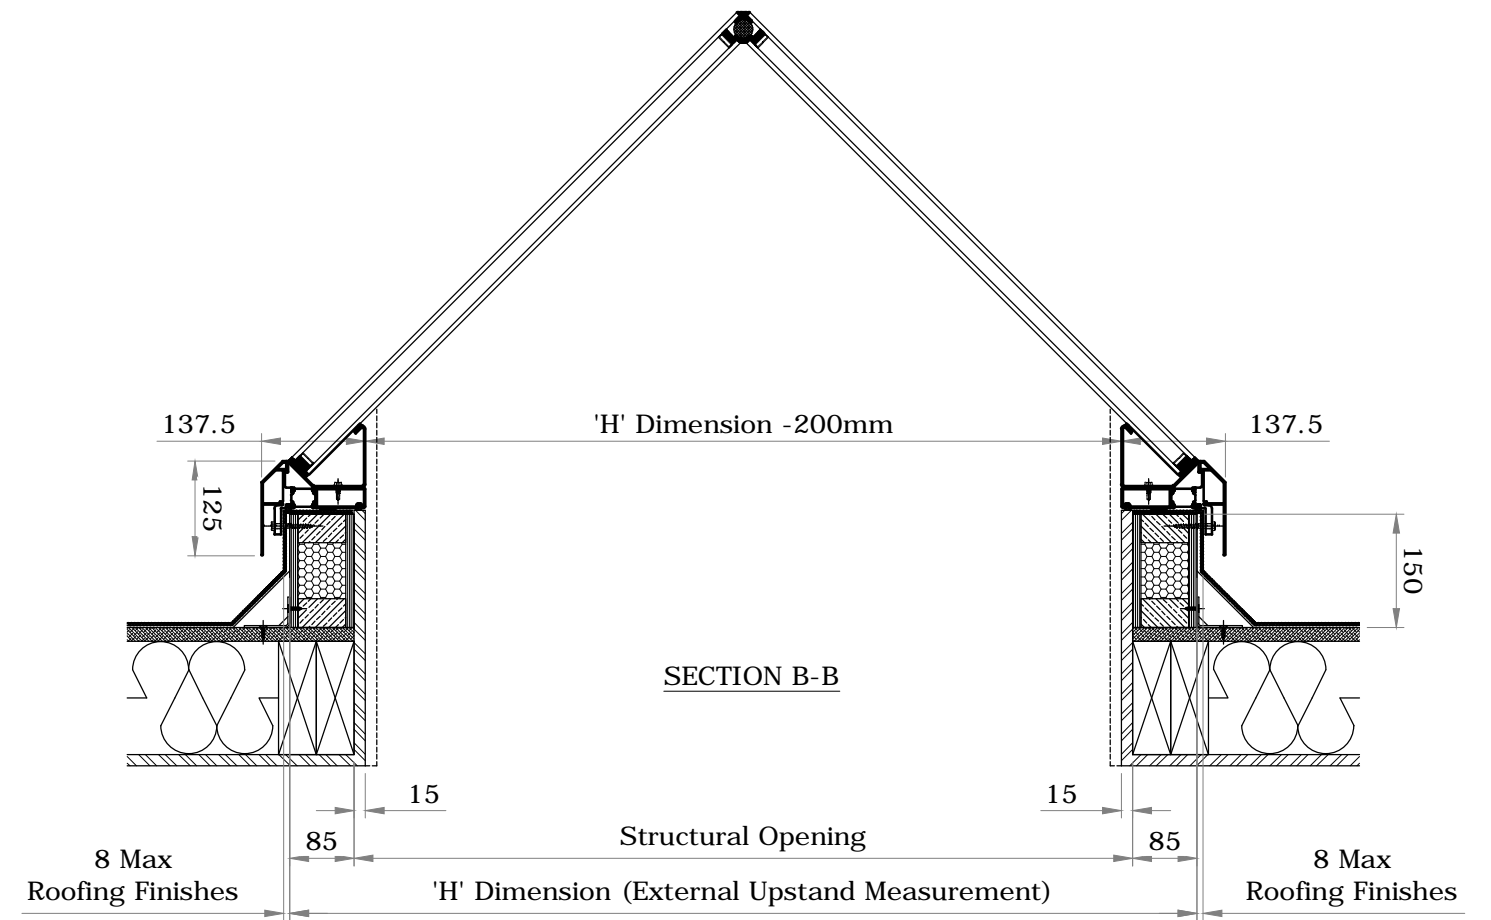 137.5
'H' Dimension -200mm
137.5
125
150
SECTION B-B
15
15
85
Structural Opening
85
8 Max
Roofing Finishes
'H' Dimension (External Upstand Measurement)
8 Max
Roofing Finishes